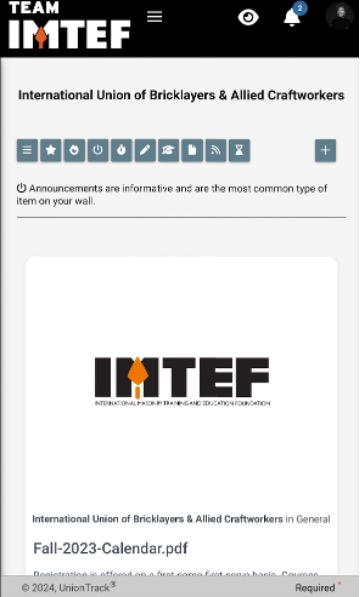 TEAM
IMTEF
2
International Union of Bricklayers & Allied Craftworkers
Announcements are informative and are the most common type of
item on your wall.
IMTEF
INTERNATIONAL MASONRY TRAINING AND EDUCATION FOUNDATION
International Union of Bricklayers & Allied Craftworkers in General
Fall-2023-Calendar.pdf
Registration is offered on a first come first serve basis. Courses
© 2024, UnionTrack® Required *